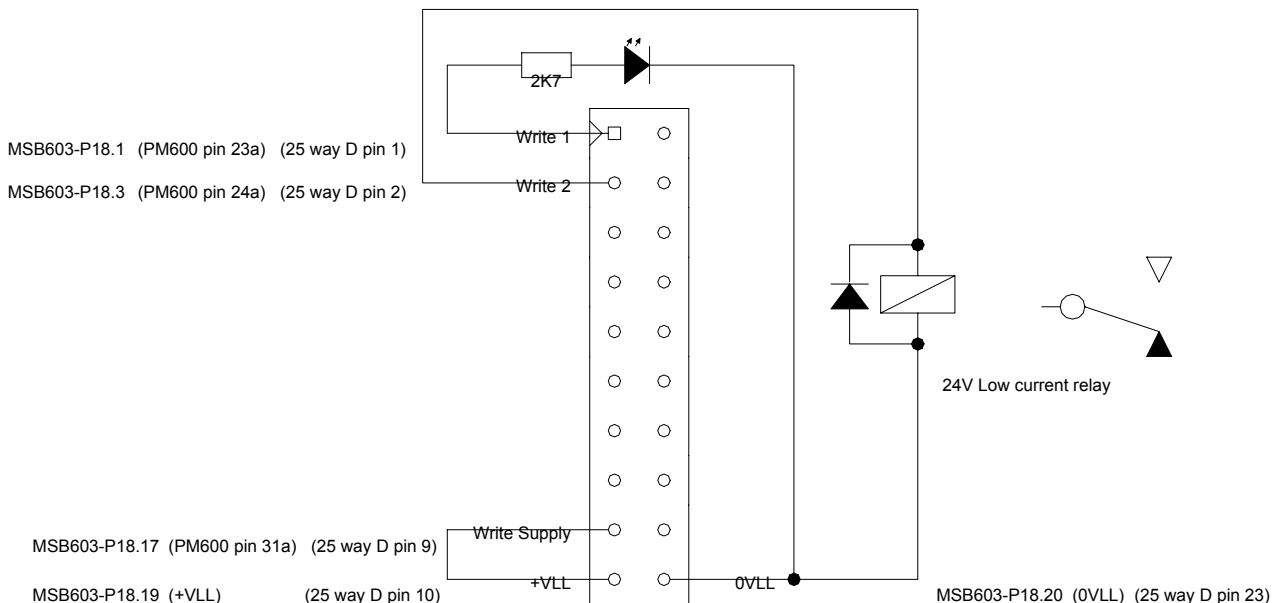 2K7
Write 1
MSB603-P18.1 (PM600 pin 23a) (25 way D pin 1)
Write 2
MSB603-P18.3 (PM600 pin 24a) (25 way D pin 2)
24V Low current relay
Write Supply
MSB603-P18.17 (PM600 pin 31a) (25 way D pin 9)
+VLL
0VLL
MSB603-P18.19 (+VLL) (25 way D pin 10)
MSB603-P18.20 (0VLL) (25 way D pin 23)